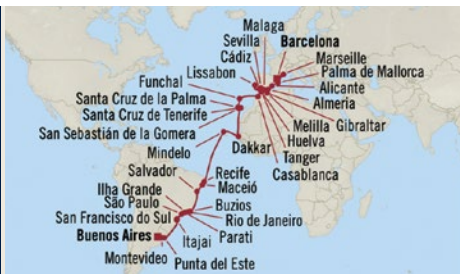 Malaga
Sevilla
Barcelona
Cádiz
Marseille
Lissabon
Palma de Mallorca
Funchal
Alicante
Santa Cruz de la Palma
Almeria
Santa Cruz de Tenerife
Melilla
Gibraltar
San Sebastián de la Gomera
Huelva
Mindelo
Dakkar
Tanger
Casablanca
Salvador
Recife
Ilha Grande
Maceió
São Paulo
Buzios
San Francisco do Sul
Rio de Janeiro
Buenos Aires
Itajai
Parati
Montevideo
Punta del Este